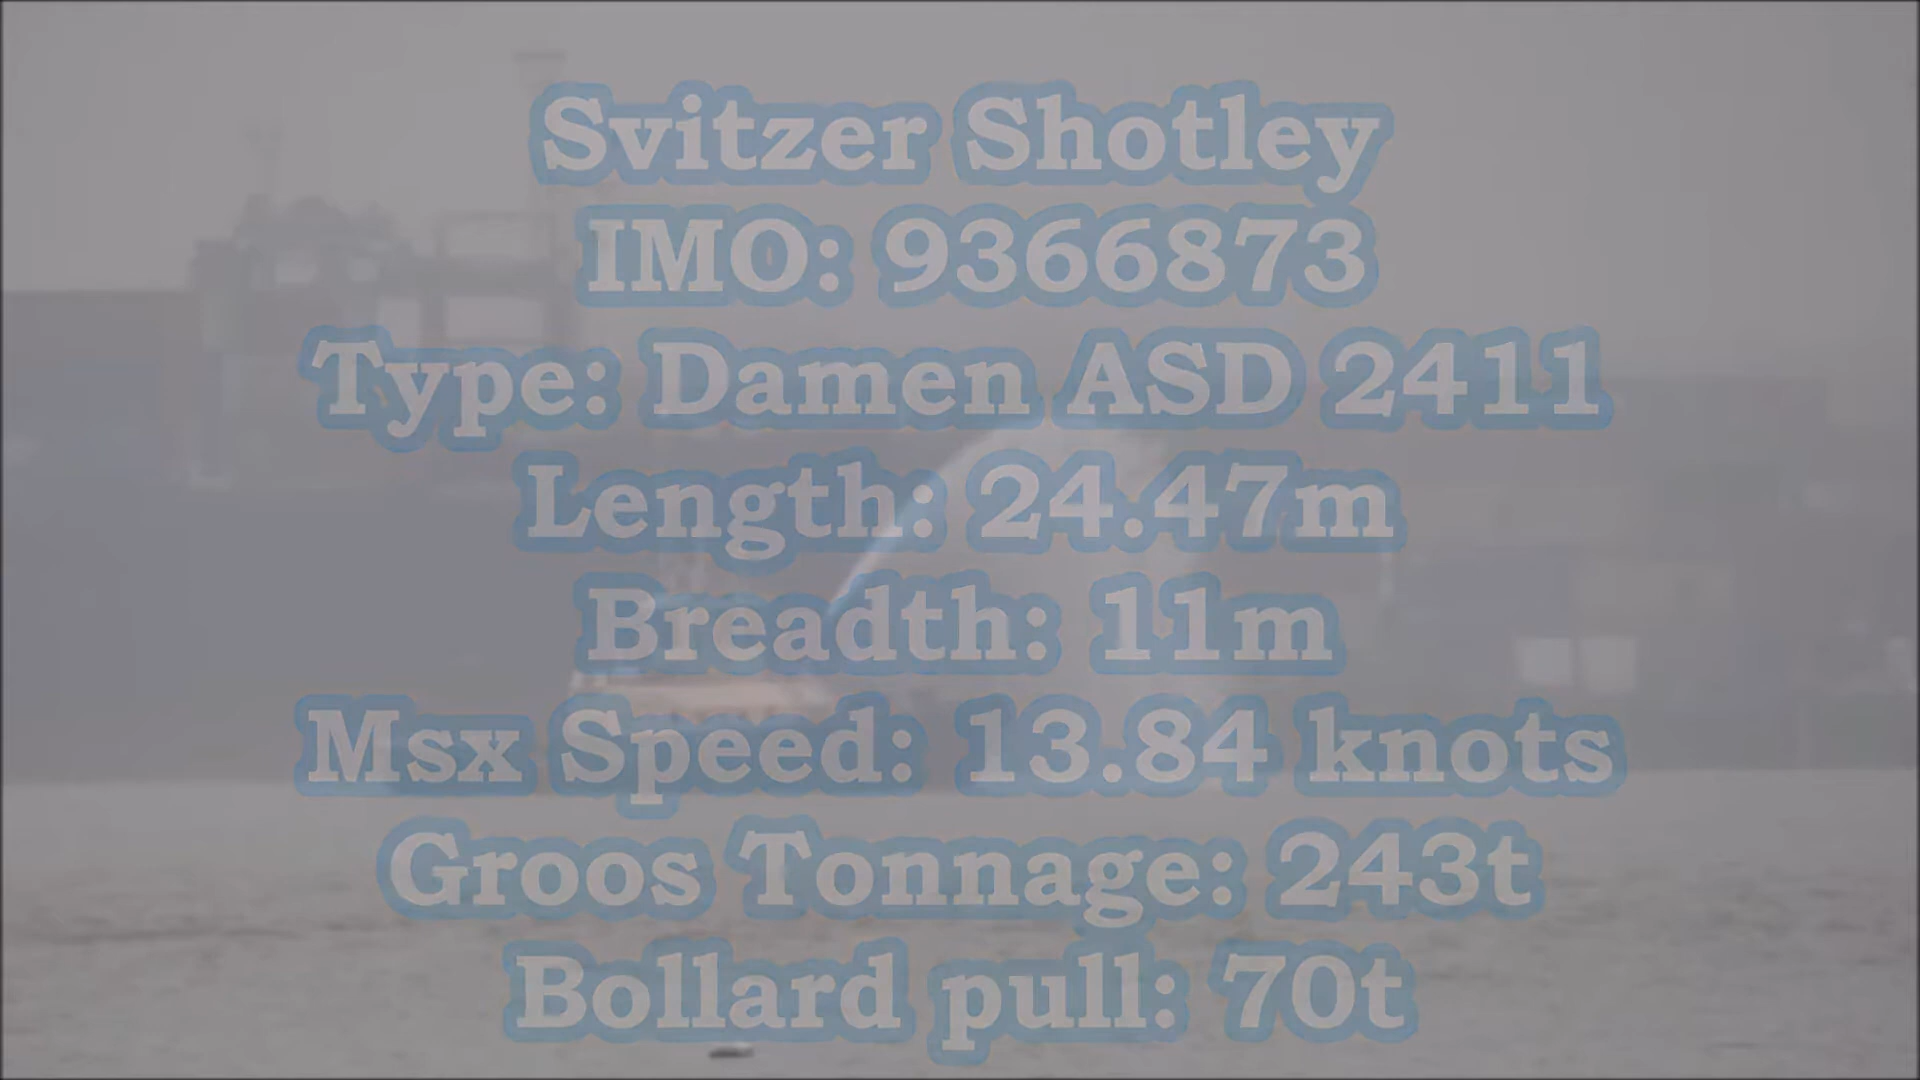 Svitzer Shotley
IMO: 9366873
Type: Damen ASD 2411
Length: 24.47m
Breadth: 11m
Msx Speed: 13.84 knots
Groos Tonnage: 243t
Bollard pull: 70t